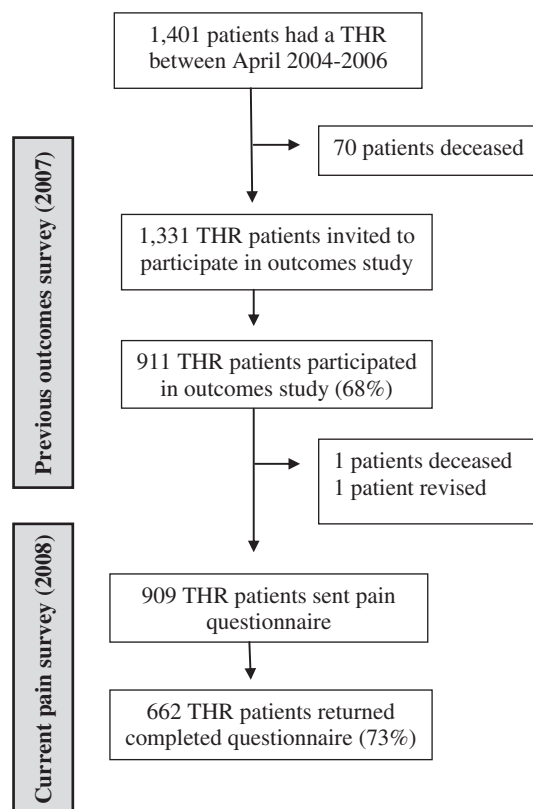 1,401 patients had a THR
between April 2004-2006
70 patients deceased
Previous outcomes survey (2007)
1,331 THR patients invited to
participate in outcomes study
911 THR patients participated
in outcomes study (68%)
1 patients deceased
1 patient revised
Current pain survey (2008)
909 THR patients sent pain
questionnaire
662 THR patients returned
completed questionnaire (73%)